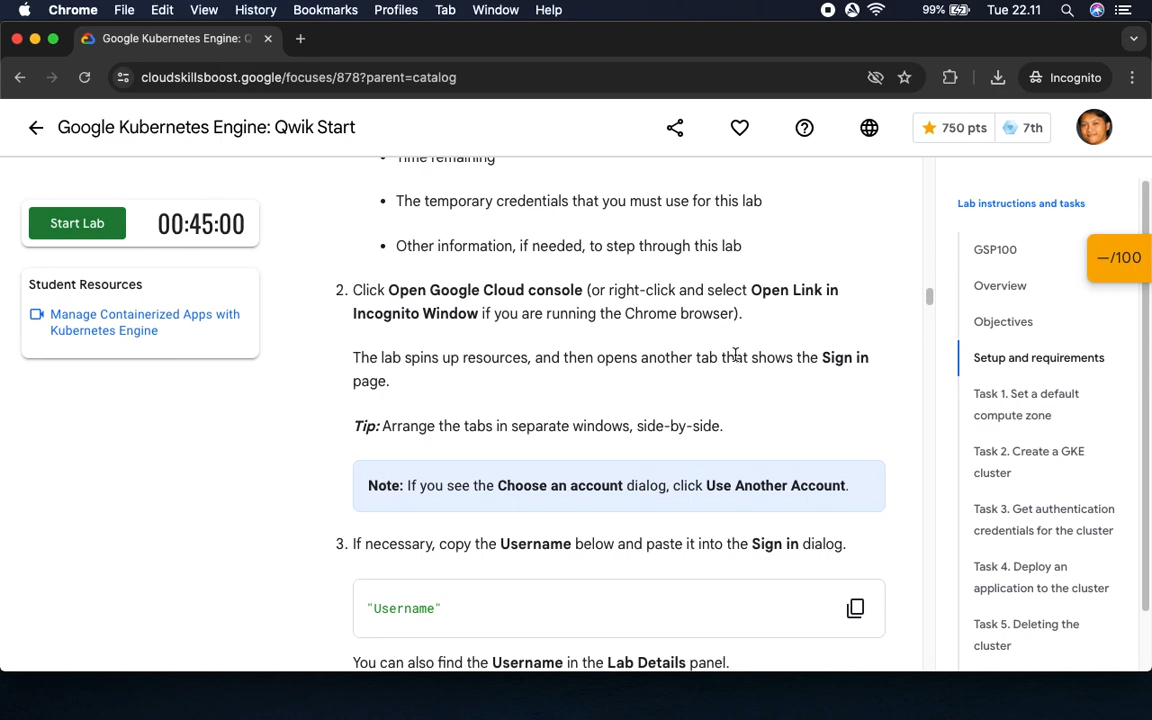 Chrome File Edit View History Bookmarks Profiles Tab Window Help 99% Tue 22.11
Google Kubernetes Engine: Q
cloudskillsboost.google/focuses/878?parent=catalog
Incognito
Google Kubernetes Engine: Qwik Start
750 pts 7th
Start Lab 00:45:00
Student Resources
Manage Containerized Apps with
Kubernetes Engine
• Time remaining
• The temporary credentials that you must use for this lab
• Other information, if needed, to step through this lab
2. Click Open Google Cloud console (or right-click and select Open Link in
Incognito Window if you are running the Chrome browser).
The lab spins up resources, and then opens another tab that shows the Sign in
page.
Tip: Arrange the tabs in separate windows, side-by-side.
Note: If you see the Choose an account dialog, click Use Another Account.
3. If necessary, copy the Username below and paste it into the Sign in dialog.
"Username"
You can also find the Username in the Lab Details panel.
Lab instructions and tasks
GSP100
—/100
Overview
Objectives
Setup and requirements
Task 1. Set a default
compute zone
Task 2. Create a GKE
cluster
Task 3. Get authentication
credentials for the cluster
Task 4. Deploy an
application to the cluster
Task 5. Deleting the
cluster